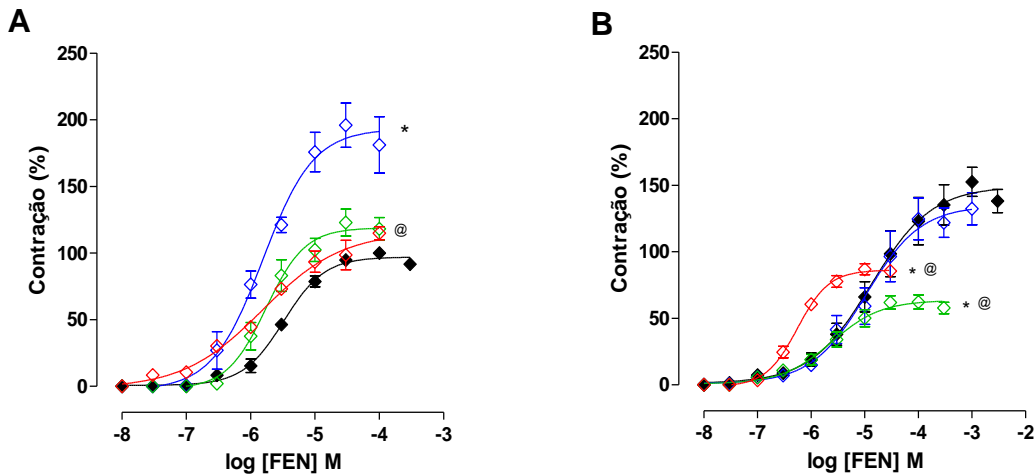 A
250
200
150
100
50
0
Contração (%)
*
@
-8 -7 -6 -5 -4 -3
log [FEN] M
B
250
200
150
100
50
0
Contração (%)
* @
* @
-8 -7 -6 -5 -4 -3 -2
log [FEN] M